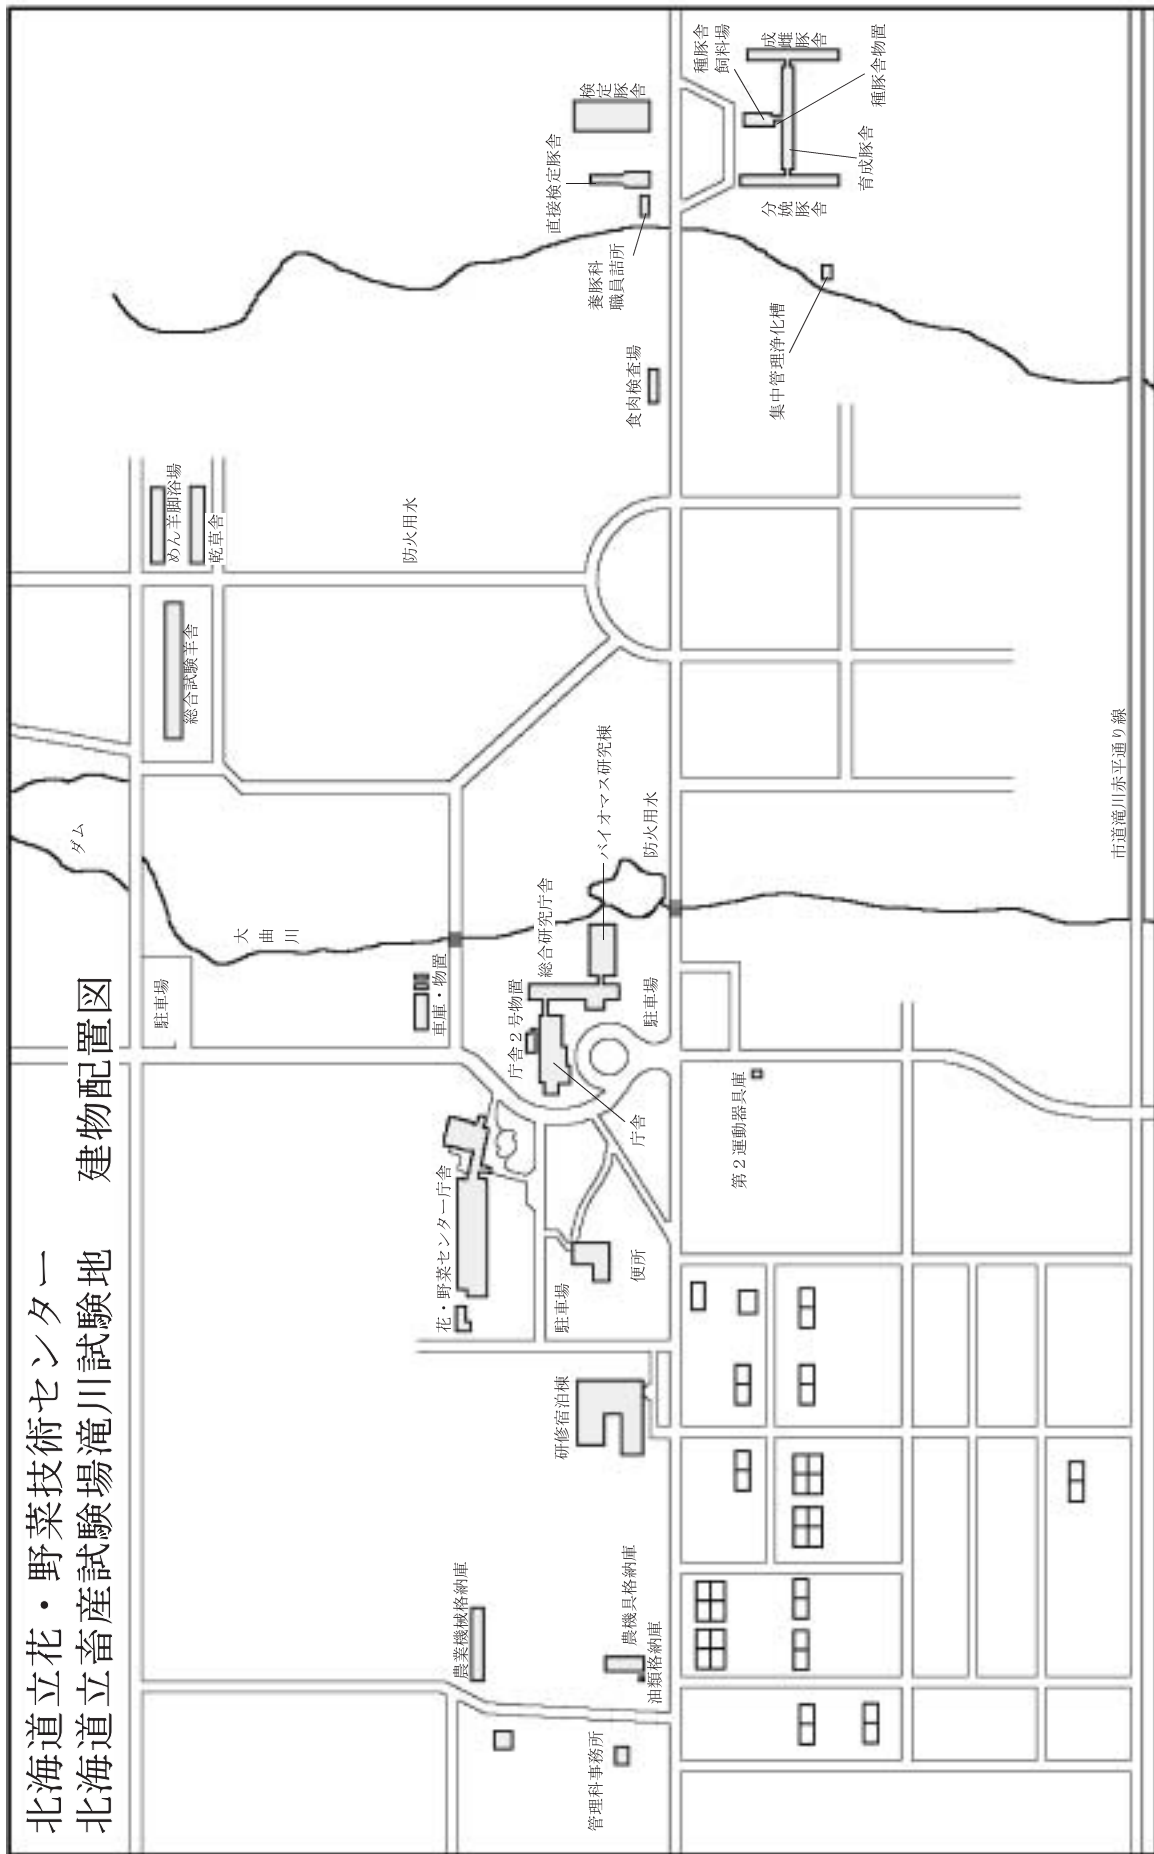 北海道立花・野菜技術センター
北海道立畜産試験場滝川試験地　建物配置図
ダム
大曲川
駐車場
車庫・物置
めん羊脚浴場
乾草舎
総合試験羊舎
防火用水
検定豚舎
直接検定豚舎
養豚科
職員詰所
食肉検査場
種豚舎
飼料場
成雌豚舎
種豚舎物置
育成豚舎
分娩豚舎
集中管理浄化槽
バイオマス研究棟
防火用水
総合研究庁舎
庁舎２号物置
駐車場
庁舎
花・野菜センター庁舎
駐車場
便所
研修宿泊棟
第２運動器具庫
農業機械格納庫
農機具格納庫
油類格納庫
管理科事務所
市道滝川赤平通り線